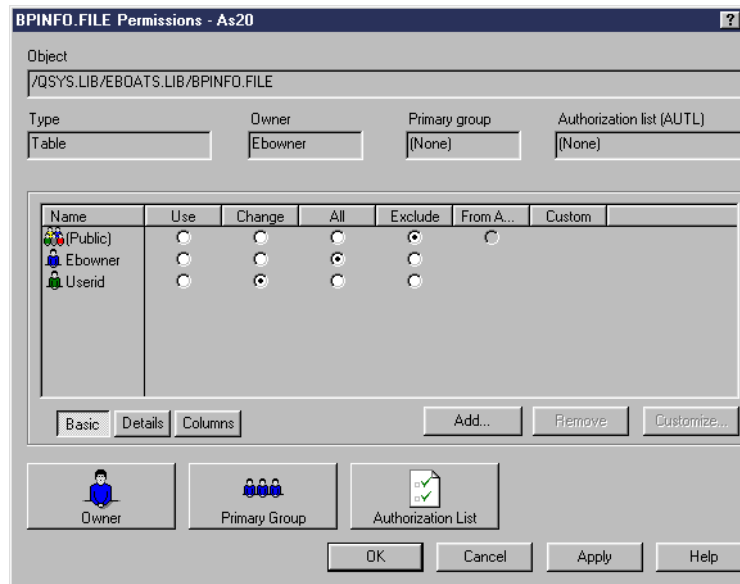 BPINFO.FILE Permissions - As20 ?
Object
/QSYS.LIB/EBOATS.LIB/BPINFO.FILE
Type Owner Primary group Authorization list (AUTL)
Table Ebowner (None) (None)
Name Use Change All Exclude From A... Custom
(Public)
Ebowner
Userid
Basic Details Columns Add... Remove Customize...
Owner Primary Group Authorization List
OK Cancel Apply Help